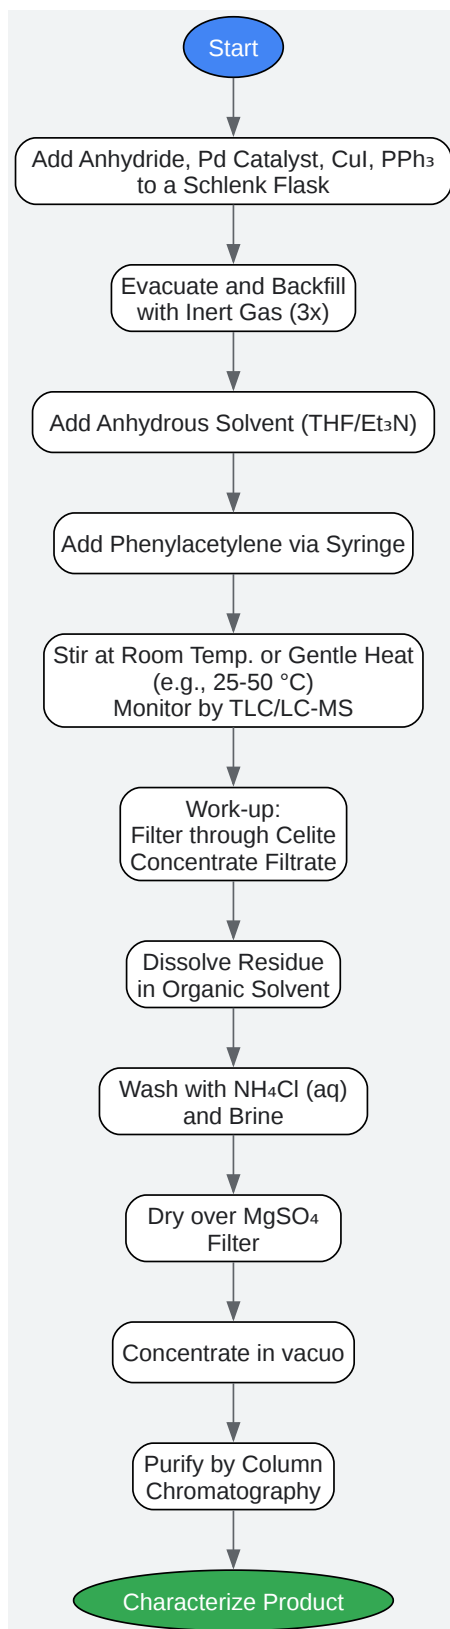 Start
Add Anhydride, Pd Catalyst, CuI, PPh₃
to a Schlenk Flask
Evacuate and Backfill
with Inert Gas (3x)
Add Anhydrous Solvent (THF/Et₃N)
Add Phenylacetylene via Syringe
Stir at Room Temp. or Gentle Heat
(e.g., 25-50 °C)
Monitor by TLC/LC-MS
Work-up:
Filter through Celite
Concentrate Filtrate
Dissolve Residue
in Organic Solvent
Wash with NH₄Cl (aq)
and Brine
Dry over MgSO₄
Filter
Concentrate in vacuo
Purify by Column
Chromatography
Characterize Product